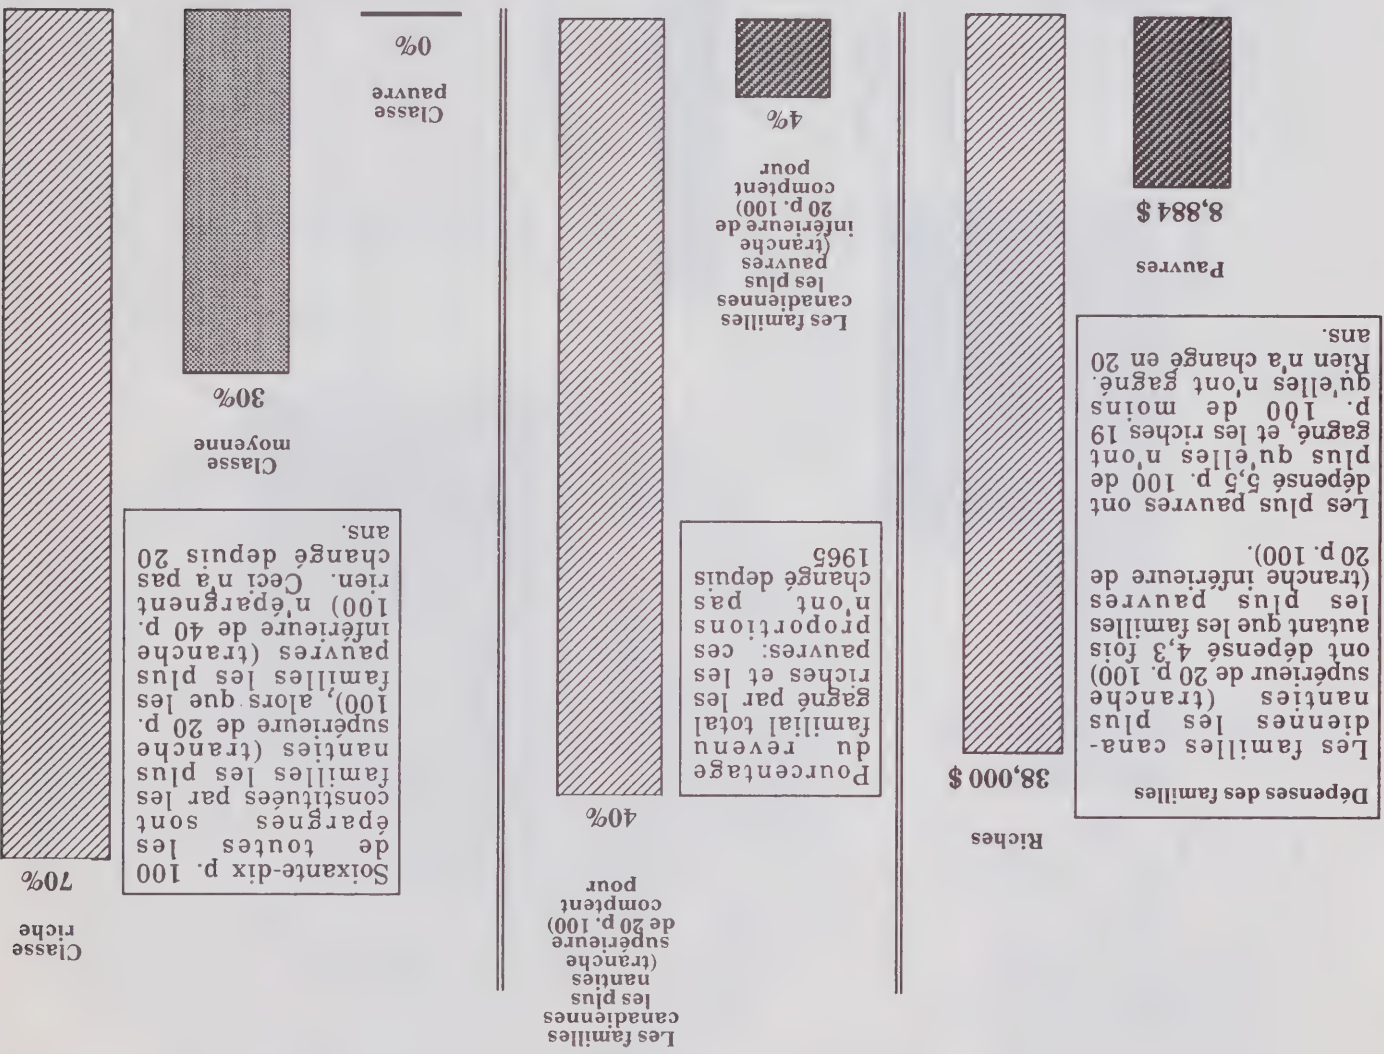 Dépenses des familles
Les familles cana-
diennes les plus
nanties (tranche
supérieur de 20 p. 100)
ont dépensé 4,3 fois
autant que les familles
les plus pauvres
(tranche inférieure de
20 p. 100).
Les plus pauvres ont
dépensé 5,5 p. 100 de
plus qu'elles n'ont
gagné, et les riches 19
p. 100 de moins
qu'elles n'ont gagné.
Rien n'a changé en 20
ans.
Riches
38,000 $
Pauvres
8,884 $
Les familles
canadiennes
les plus
nanties
(tranche
supérieure
de 20 p. 100)
comptent
pour
40%
Pourcentage
du revenu
familial total
gagné par les
riches et les
pauvres: ces
proportions
n'ont pas
changé depuis
1965
Les familles
canadiennes
les plus
pauvres
(tranche
inférieure de
20 p. 100)
comptent
pour
4%
Classe
riche
70%
Soixante-dix p. 100
de toutes les
épargnes sont
constituées par les
familles les plus
nanties (tranche
supérieure de 20 p.
100), alors que les
familles les plus
pauvres (tranche
inférieure de 40 p.
100) n'épargnent
rien. Ceci n'a pas
changé depuis 20
ans.
Classe
moyenne
30%
Classe
pauvre
0%